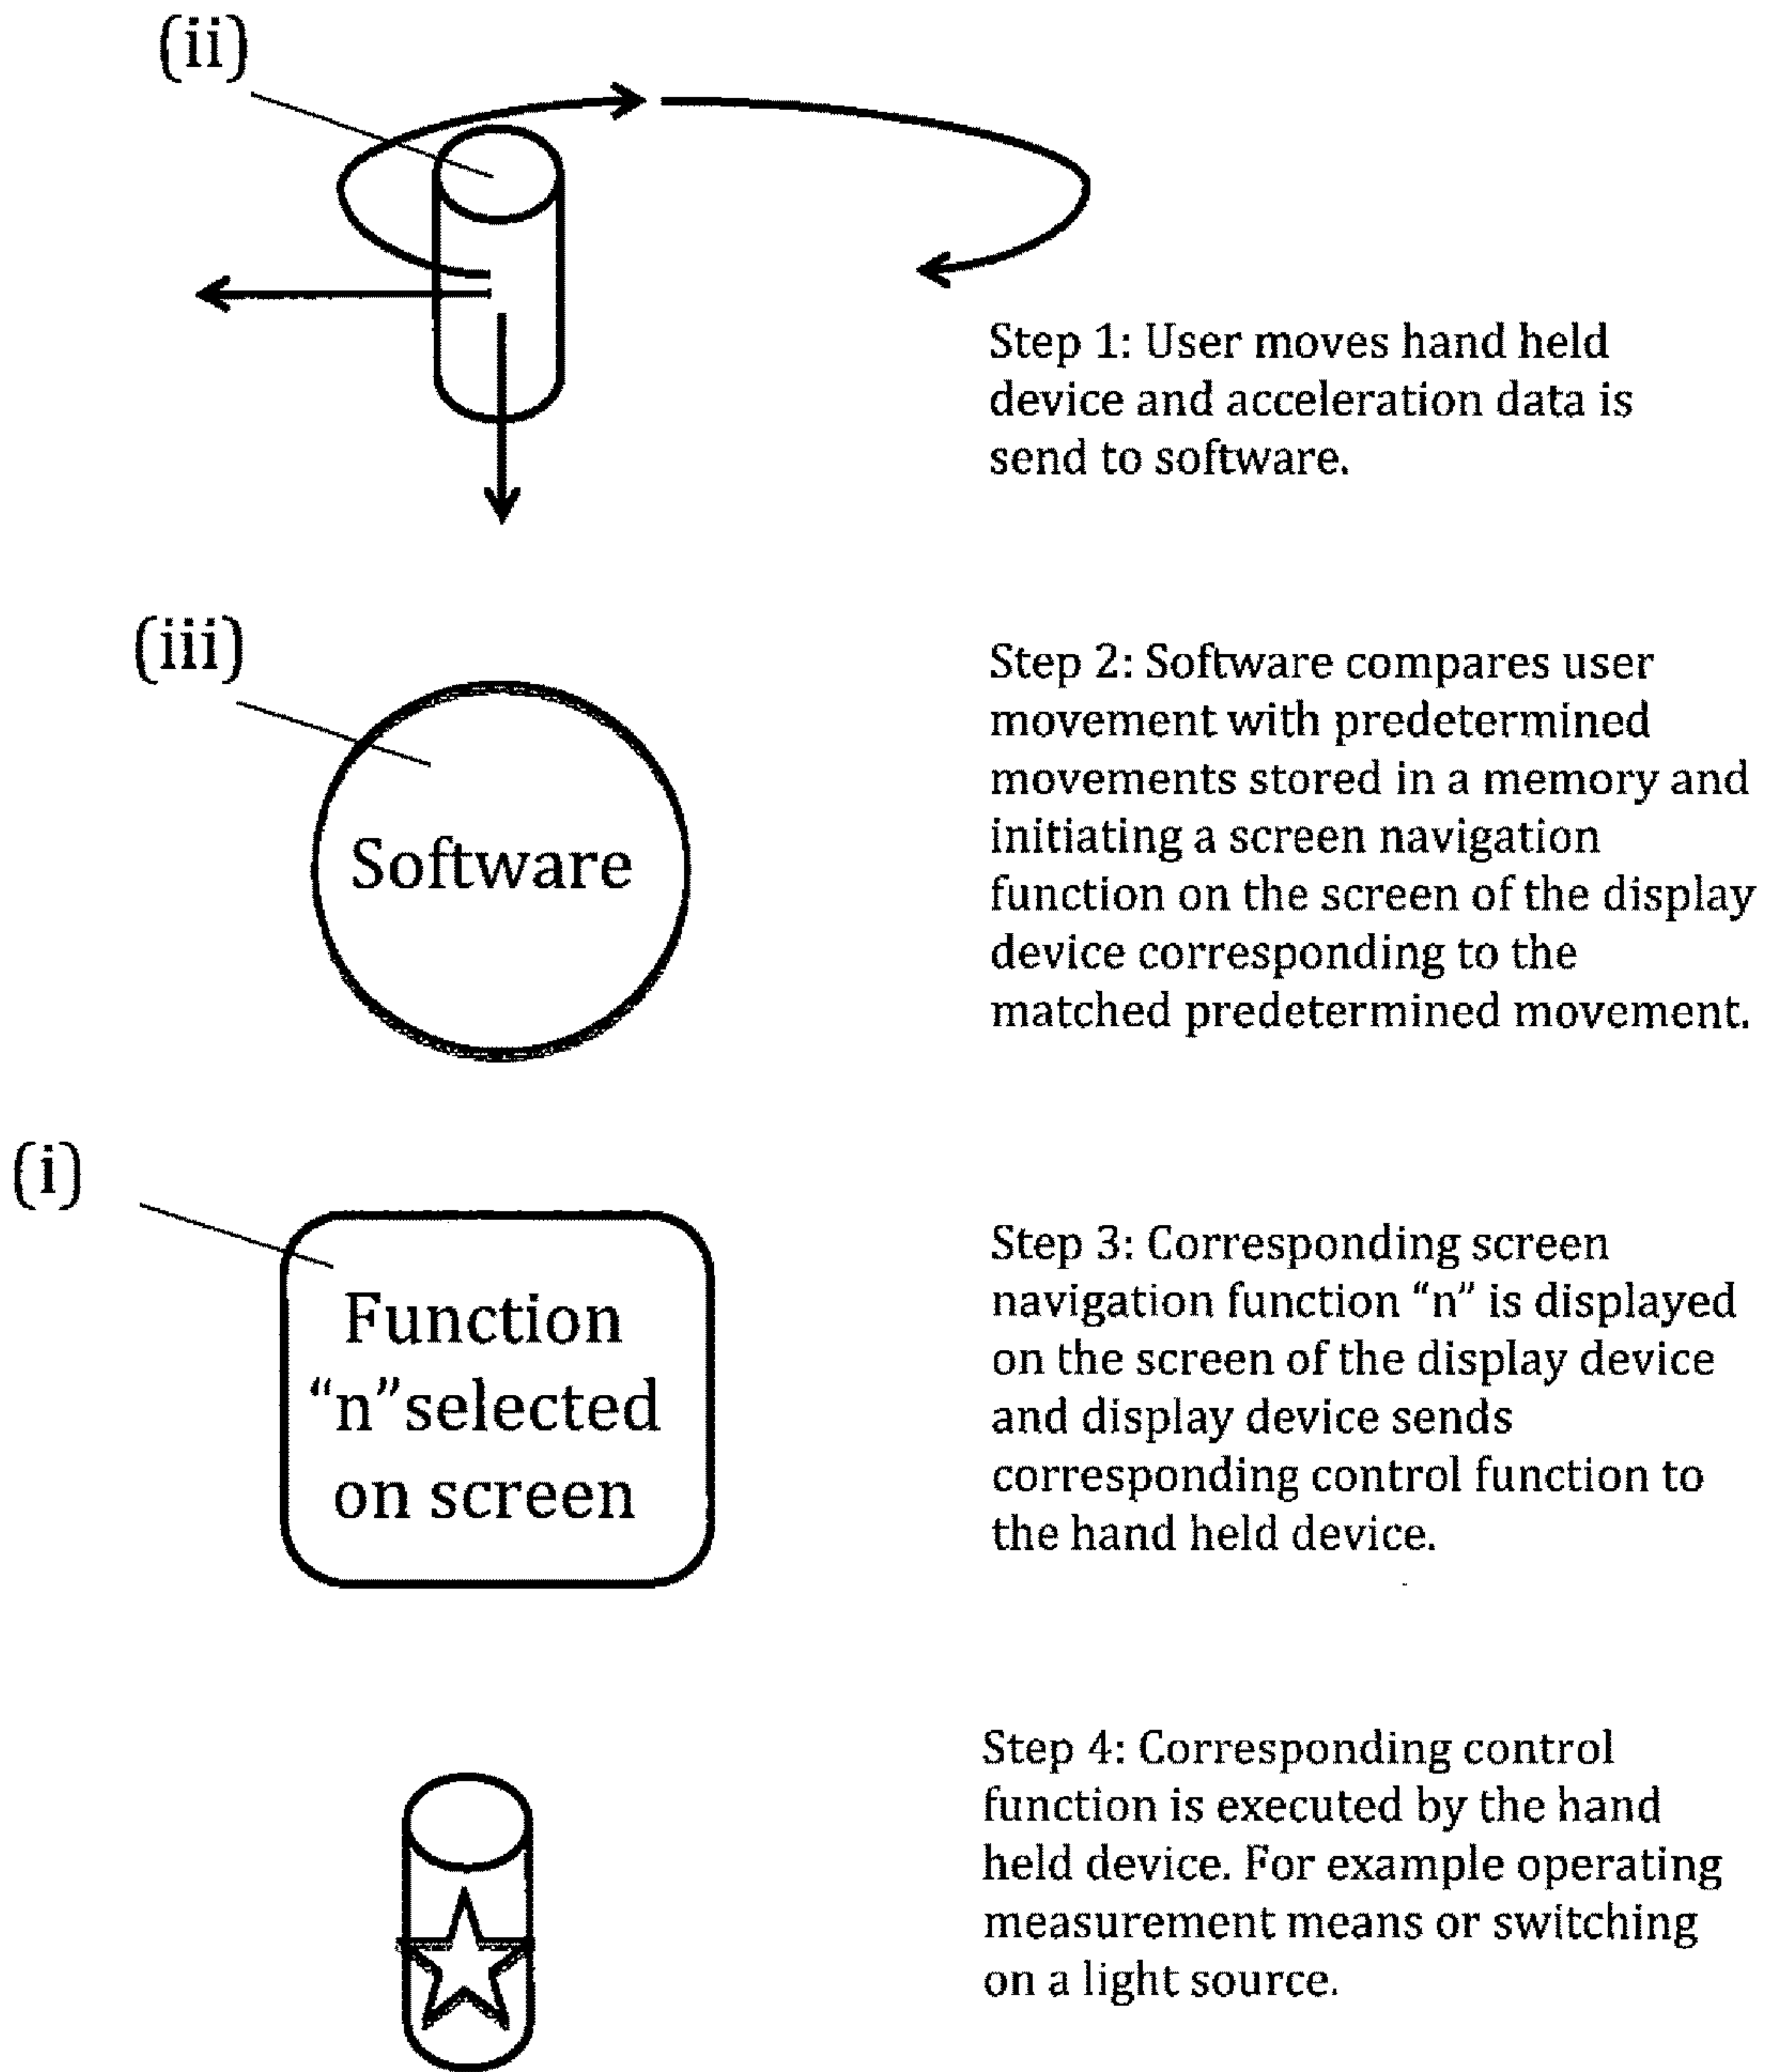 (ii)
Step 1: User moves hand held
device and acceleration data is
send to software.
(iii)
Software
Step 2: Software compares user
movement with predetermined
movements stored in a memory and
initiating a screen navigation
function on the screen of the display
device corresponding to the
matched predetermined movement.
(i)
Function
“n”selected
on screen
Step 3: Corresponding screen
navigation function “n” is displayed
on the screen of the display device
and display device sends
corresponding control function to
the hand held device.
Step 4: Corresponding control
function is executed by the hand
held device. For example operating
measurement means or switching
on a light source.